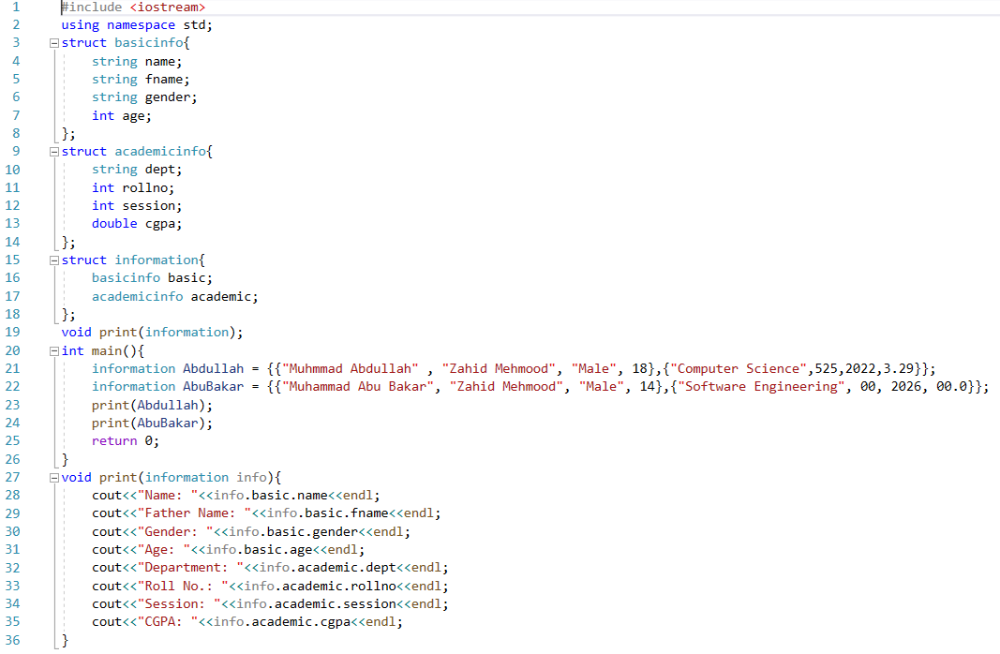 1 #include <iostream>
2 using namespace std;
3 struct basicinfo{
4 string name;
5 string fname;
6 string gender;
7 int age;
8 };
9 struct academicinfo{
10 string dept;
11 int rollno;
12 int session;
13 double cgpa;
14 };
15 struct information{
16 basicinfo basic;
17 academicinfo academic;
18 };
19 void print(information);
20 int main(){
21 information Abdullah = {{"Muhmmad Abdullah" , "Zahid Mehmood", "Male", 18},{"Computer Science",525,2022,3.29}};
22 information AbuBakar = {{"Muhammad Abu Bakar", "Zahid Mehmood", "Male", 14},{"Software Engineering", 00, 2026, 00.0}};
23 print(Abdullah);
24 print(AbuBakar);
25 return 0;
26 }
27 void print(information info){
28 cout<<"Name: "<<info.basic.name<<endl;
29 cout<<"Father Name: "<<info.basic.fname<<endl;
30 cout<<"Gender: "<<info.basic.gender<<endl;
31 cout<<"Age: "<<info.basic.age<<endl;
32 cout<<"Department: "<<info.academic.dept<<endl;
33 cout<<"Roll No.: "<<info.academic.rollno<<endl;
34 cout<<"Session: "<<info.academic.session<<endl;
35 cout<<"CGPA: "<<info.academic.cgpa<<endl;
36 }